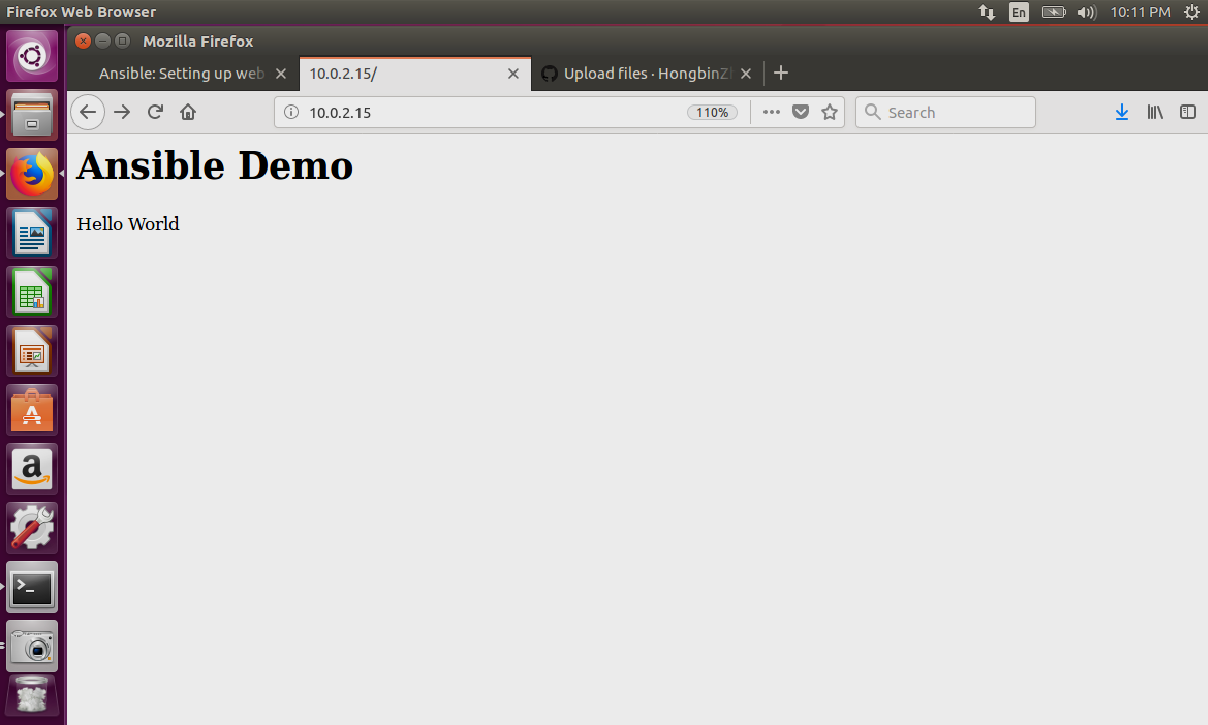 Firefox Web Browser
En
10:11 PM
Mozilla Firefox
Ansible: Setting up web
10.0.2.15/
Upload files · HongbinZ
10.0.2.15
110%
Search
Ansible Demo
Hello World